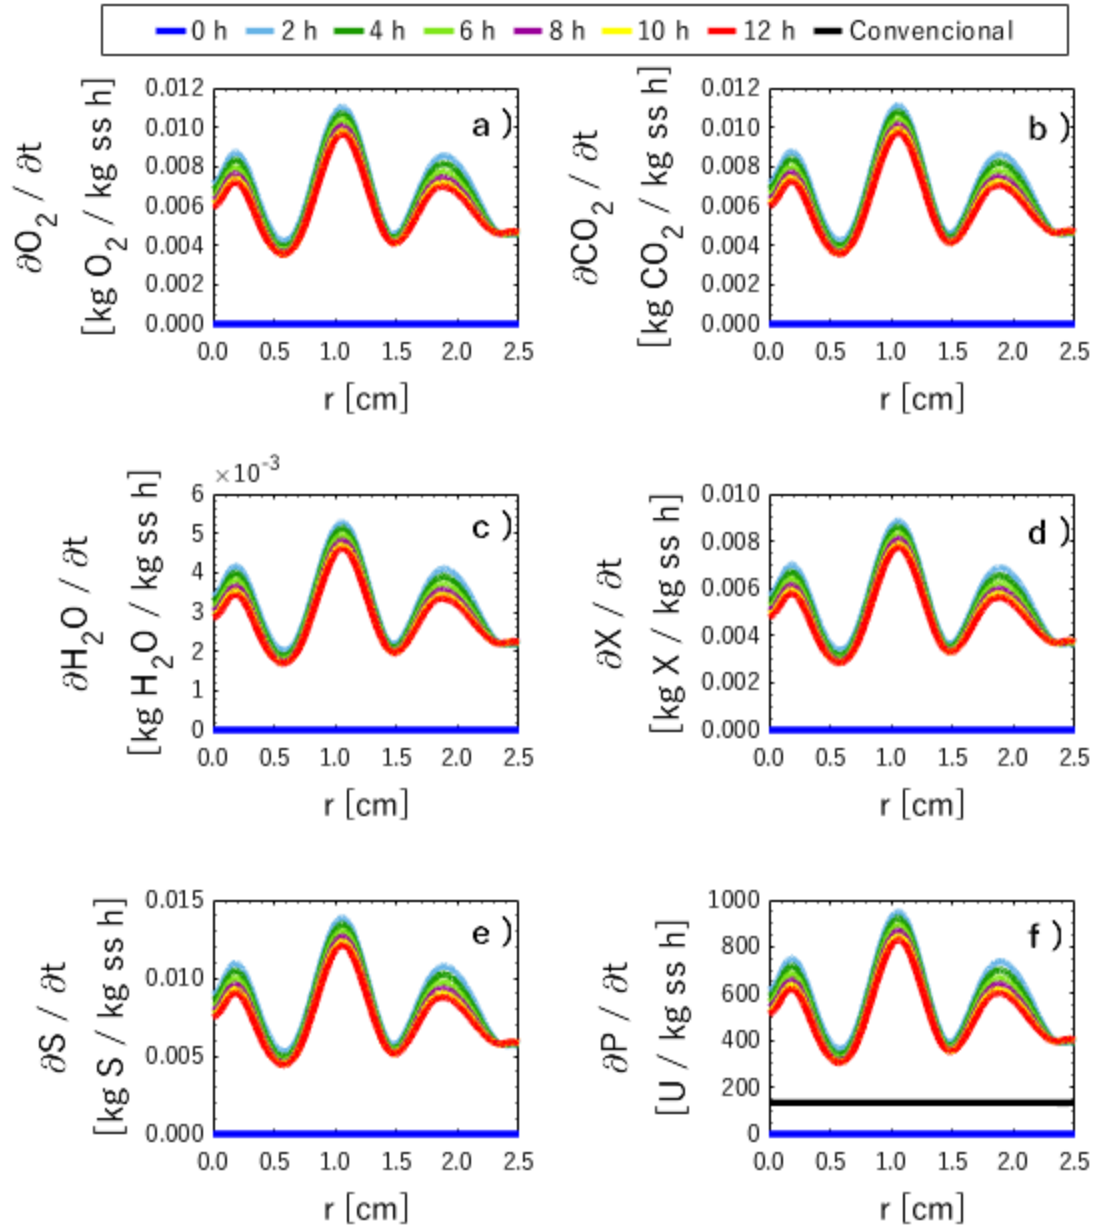 0 h 2 h 4 h 6 h 8 h 10 h 12 h Convencional
∂O2 / ∂t
[kg O2 / kg ss h]
0.012
0.010
0.008
0.006
0.004
0.002
0.000
a )
0.0 0.5 1.0 1.5 2.0 2.5
r [cm]
∂CO2 / ∂t
[kg CO2 / kg ss h]
0.012
0.010
0.008
0.006
0.004
0.002
0.000
b )
0.0 0.5 1.0 1.5 2.0 2.5
r [cm]
∂H2O / ∂t
[kg H2O / kg ss h]
×10-3
6
5
4
3
2
1
0
c )
0.0 0.5 1.0 1.5 2.0 2.5
r [cm]
∂X / ∂t
[kg X / kg ss h]
0.010
0.008
0.006
0.004
0.002
0.000
d )
0.0 0.5 1.0 1.5 2.0 2.5
r [cm]
∂S / ∂t
[kg S / kg ss h]
0.015
0.010
0.005
0.000
e )
0.0 0.5 1.0 1.5 2.0 2.5
r [cm]
∂P / ∂t
[U / kg ss h]
1000
800
600
400
200
0
f )
0.0 0.5 1.0 1.5 2.0 2.5
r [cm]